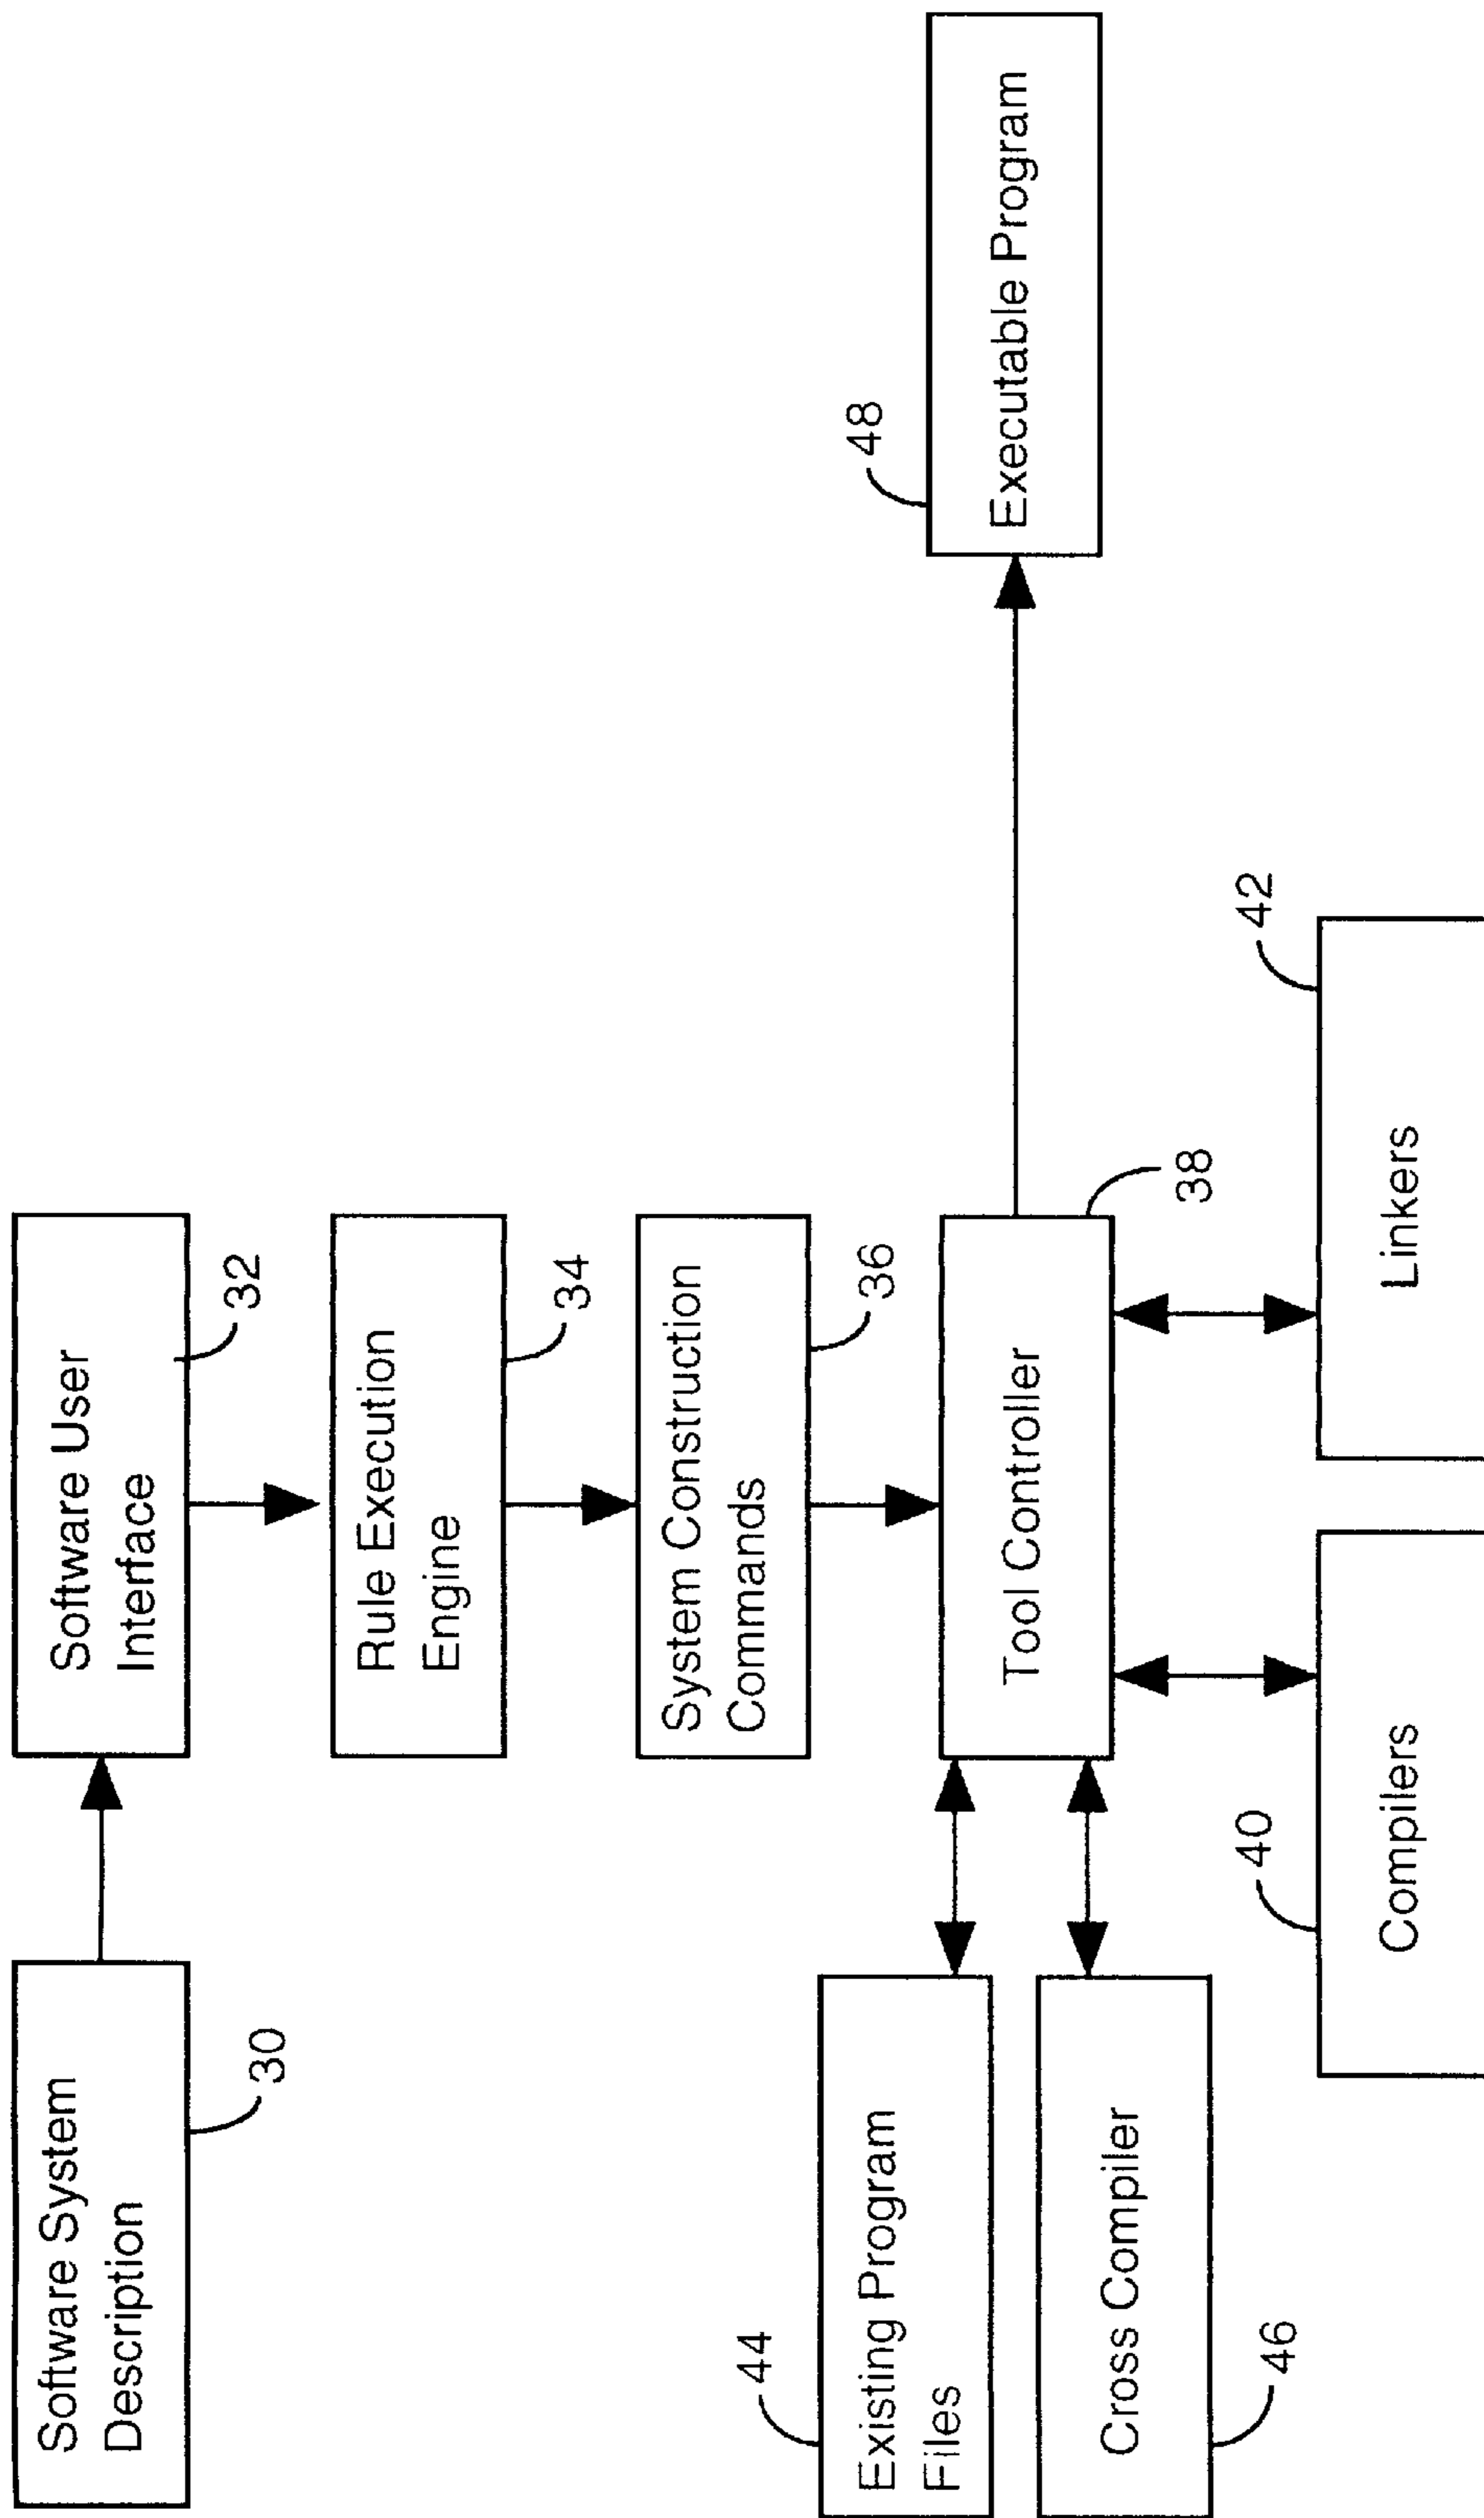 Software System
Description
30
Software User
Interface
32
Rule Execution
Engine
34
System Construction
Commands
36
Existing Program
Files
44
Tool Controller
38
Executable Program
48
Cross Compiler
46
Compilers
40
Linkers
42